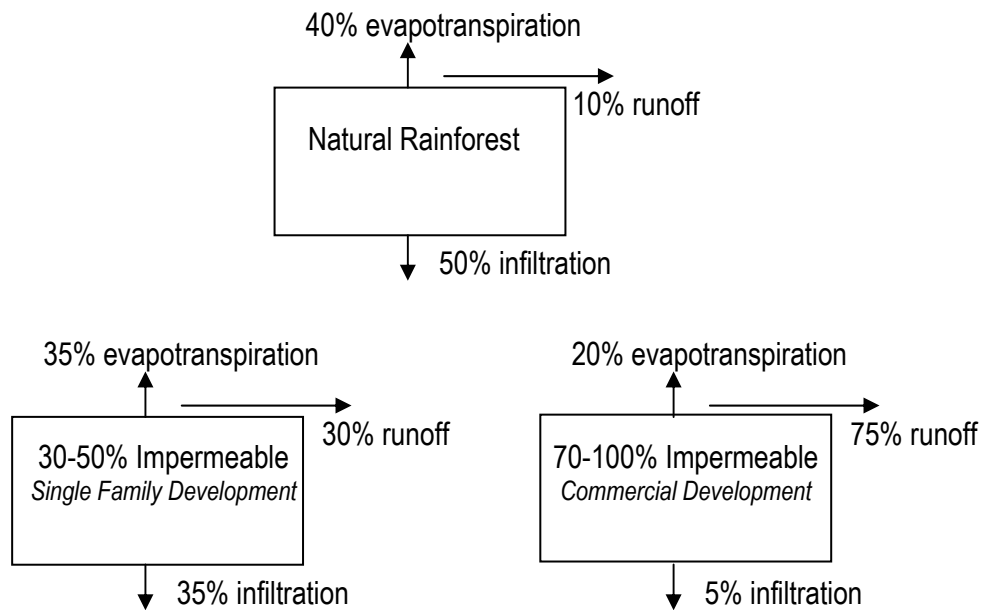 40% evapotranspiration
10% runoff
Natural Rainforest
50% infiltration
35% evapotranspiration
30% runoff
30-50% Impermeable
Single Family Development
35% infiltration
20% evapotranspiration
75% runoff
70-100% Impermeable
Commercial Development
5% infiltration